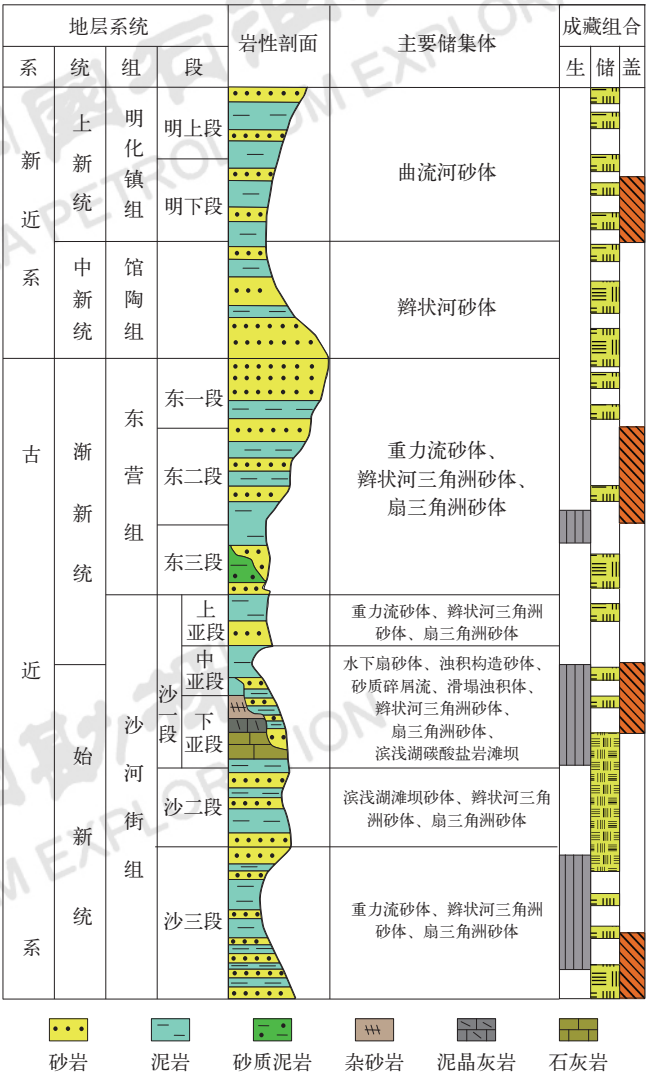 地层系统
岩性剖面
主要储集体
成藏组合
系 统 组 段
生 储 盖
新近系
上新统
明化镇组
明上段
明下段
曲流河砂体
中新统
馆陶组
辫状河砂体
古近系
渐新统
东营组
东一段
东二段
东三段
重力流砂体、
辫状河三角洲砂体、
扇三角洲砂体
始新统
沙河街组
沙一段
上
亚段
重力流砂体、辫状河三角洲
砂体、扇三角洲砂体
中
亚段
下
亚段
水下扇砂体、浊积构造砂体、
砂质碎屑流、滑塌浊积体、
辫状河三角洲砂体、
扇三角洲砂体、
滨浅湖碳酸盐岩滩坝
沙二段
滨浅湖滩坝砂体、辫状河三角
洲砂体、扇三角洲砂体
沙三段
重力流砂体、辫状河三角洲
砂体、扇三角洲砂体
砂岩 泥岩 砂质泥岩 杂砂岩 泥晶灰岩 石灰岩